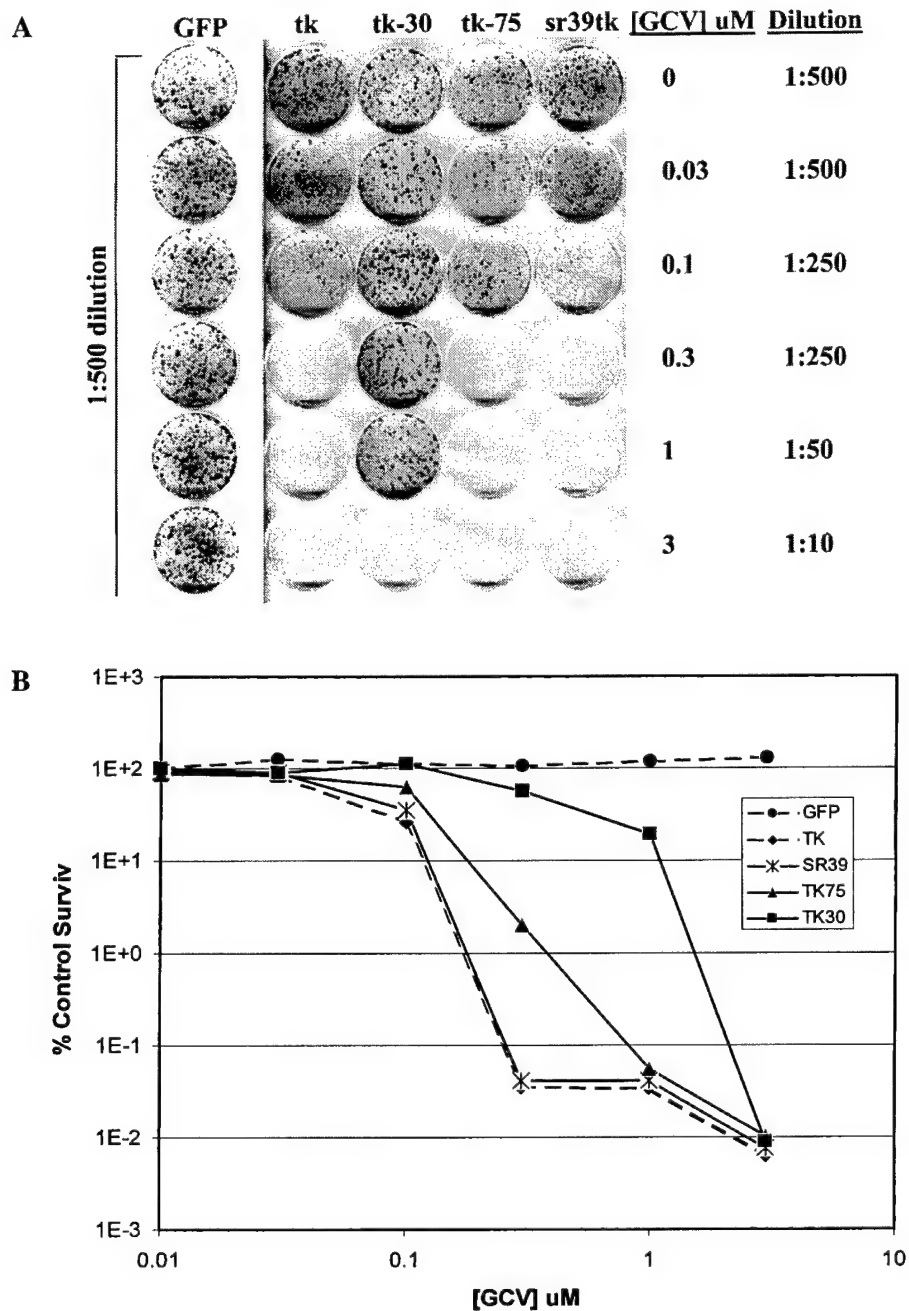 A
GFP tk tk-30 tk-75 sr39tk [GCV] uM Dilution
0 1:500
0.03 1:500
0.1 1:250
0.3 1:250
1 1:50
3 1:10
1:500 dilution
B
1E+3
1E+2
1E+1
1E+0
1E-1
1E-2
1E-3
% Control Surviv
GFP
TK
SR39
TK75
TK30
0.01 0.1 1 10
[GCV] uM